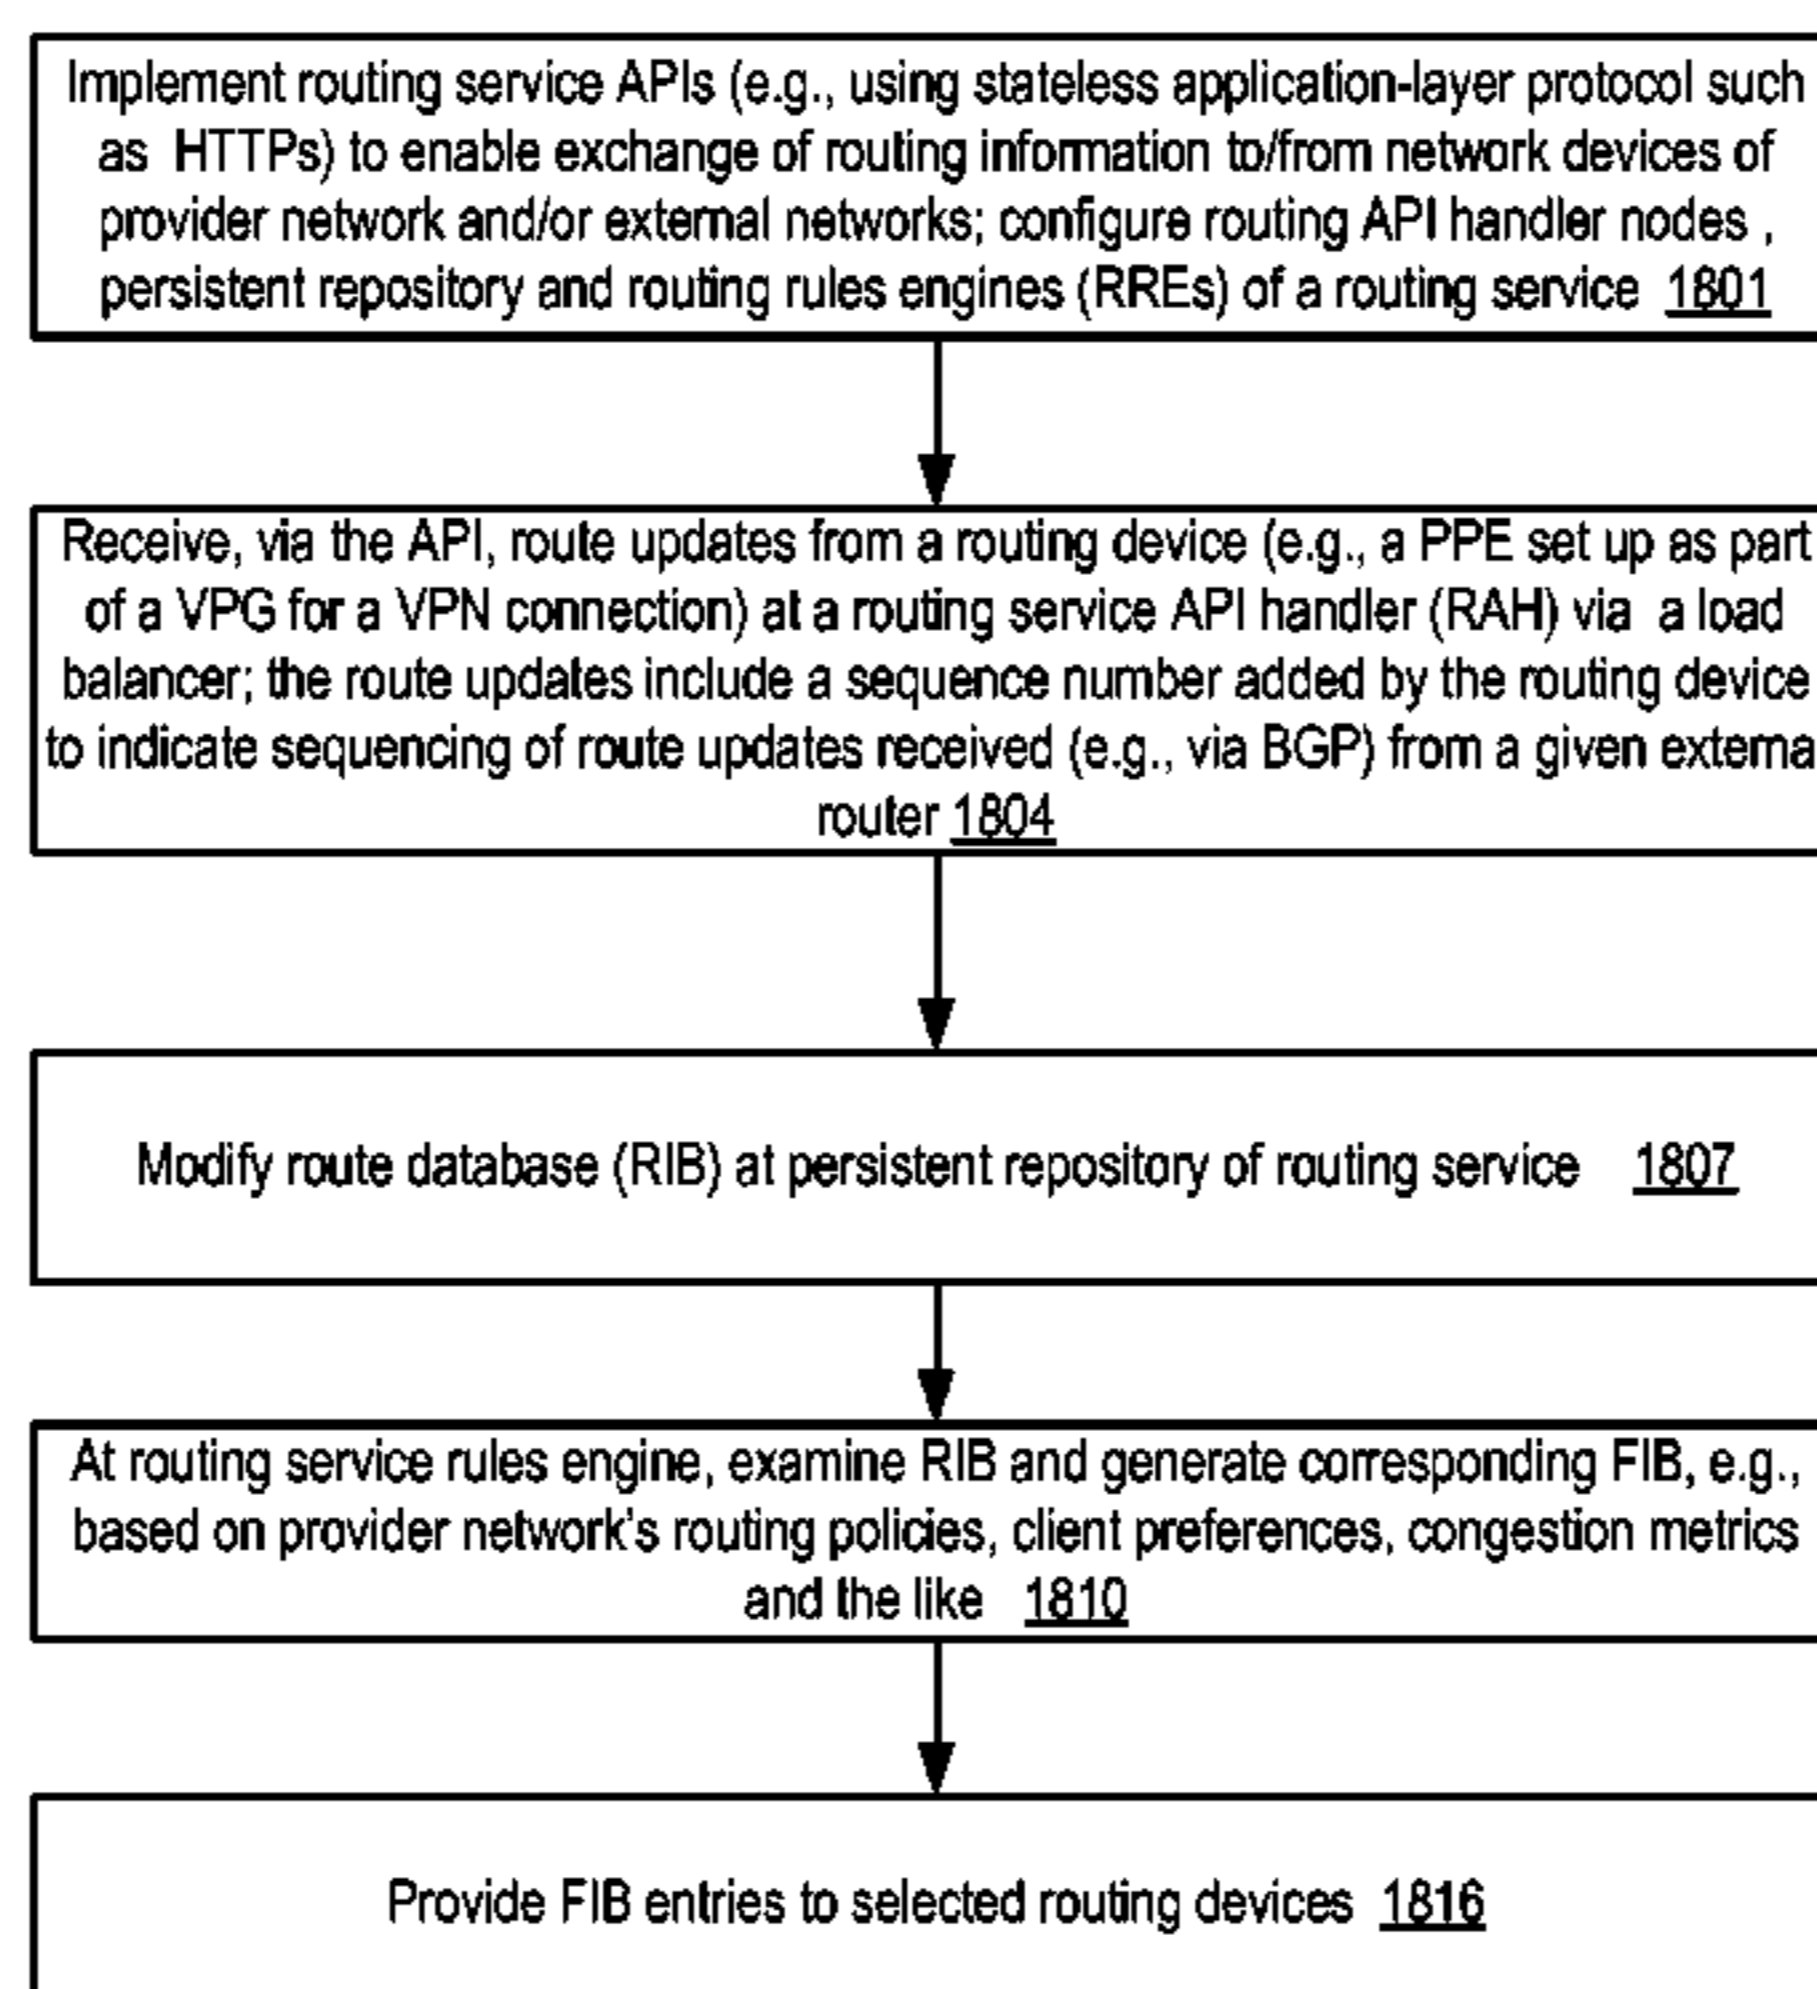 Implement routing service APIs (e.g., using stateless application-layer protocol such
as HTTPs) to enable exchange of routing information to/from network devices of
provider network and/or external networks; configure routing API handler nodes ,
persistent repository and routing rules engines (RREs) of a routing service 1801
Receive, via the API, route updates from a routing device (e.g., a PPE set up as part
of a VPG for a VPN connection) at a routing service API handler (RAH) via a load
balancer; the route updates include a sequence number added by the routing device
to indicate sequencing of route updates received (e.g., via BGP) from a given externa
router 1804
Modify route database (RIB) at persistent repository of routing service 1807
At routing service rules engine, examine RIB and generate corresponding FIB, e.g.,
based on provider network's routing policies, client preferences, congestion metrics
and the like 1810
Provide FIB entries to selected routing devices 1816